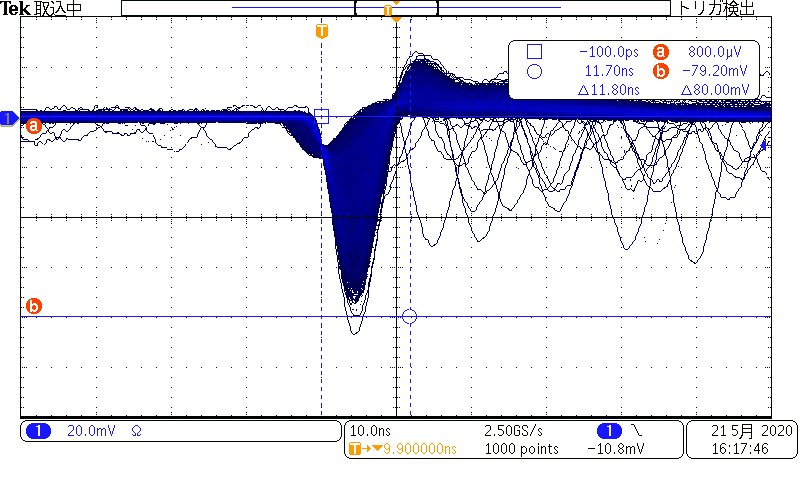 Tek 取込中 トリガ検出
T
T
−100.0ps a 800.0μV
11.70ns b −79.20mV
Δ11.80ns Δ80.00mV
1
a
b
1 20.0mV Ω
10.0ns 2.50GS/s 1 ∖
T→▼9.900000ns 1000 points −10.8mV
21 5月 2020
16:17:46